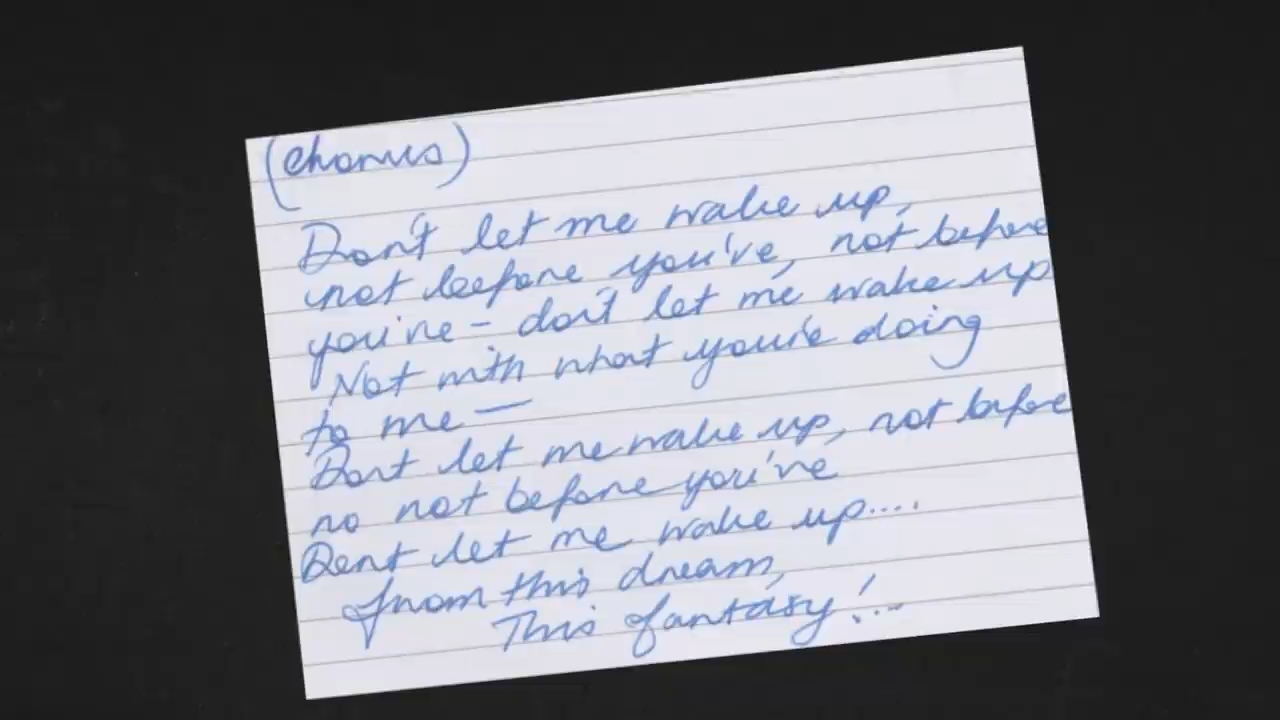 (Chorus)
Don't let me wake up,
not before you've, not before
you've - don't let me wake up
Not with what you're doing
to me —
Dont let me wake up, not before
no not before you've
Dont let me wake up....
from this dream,
This fantasy!..